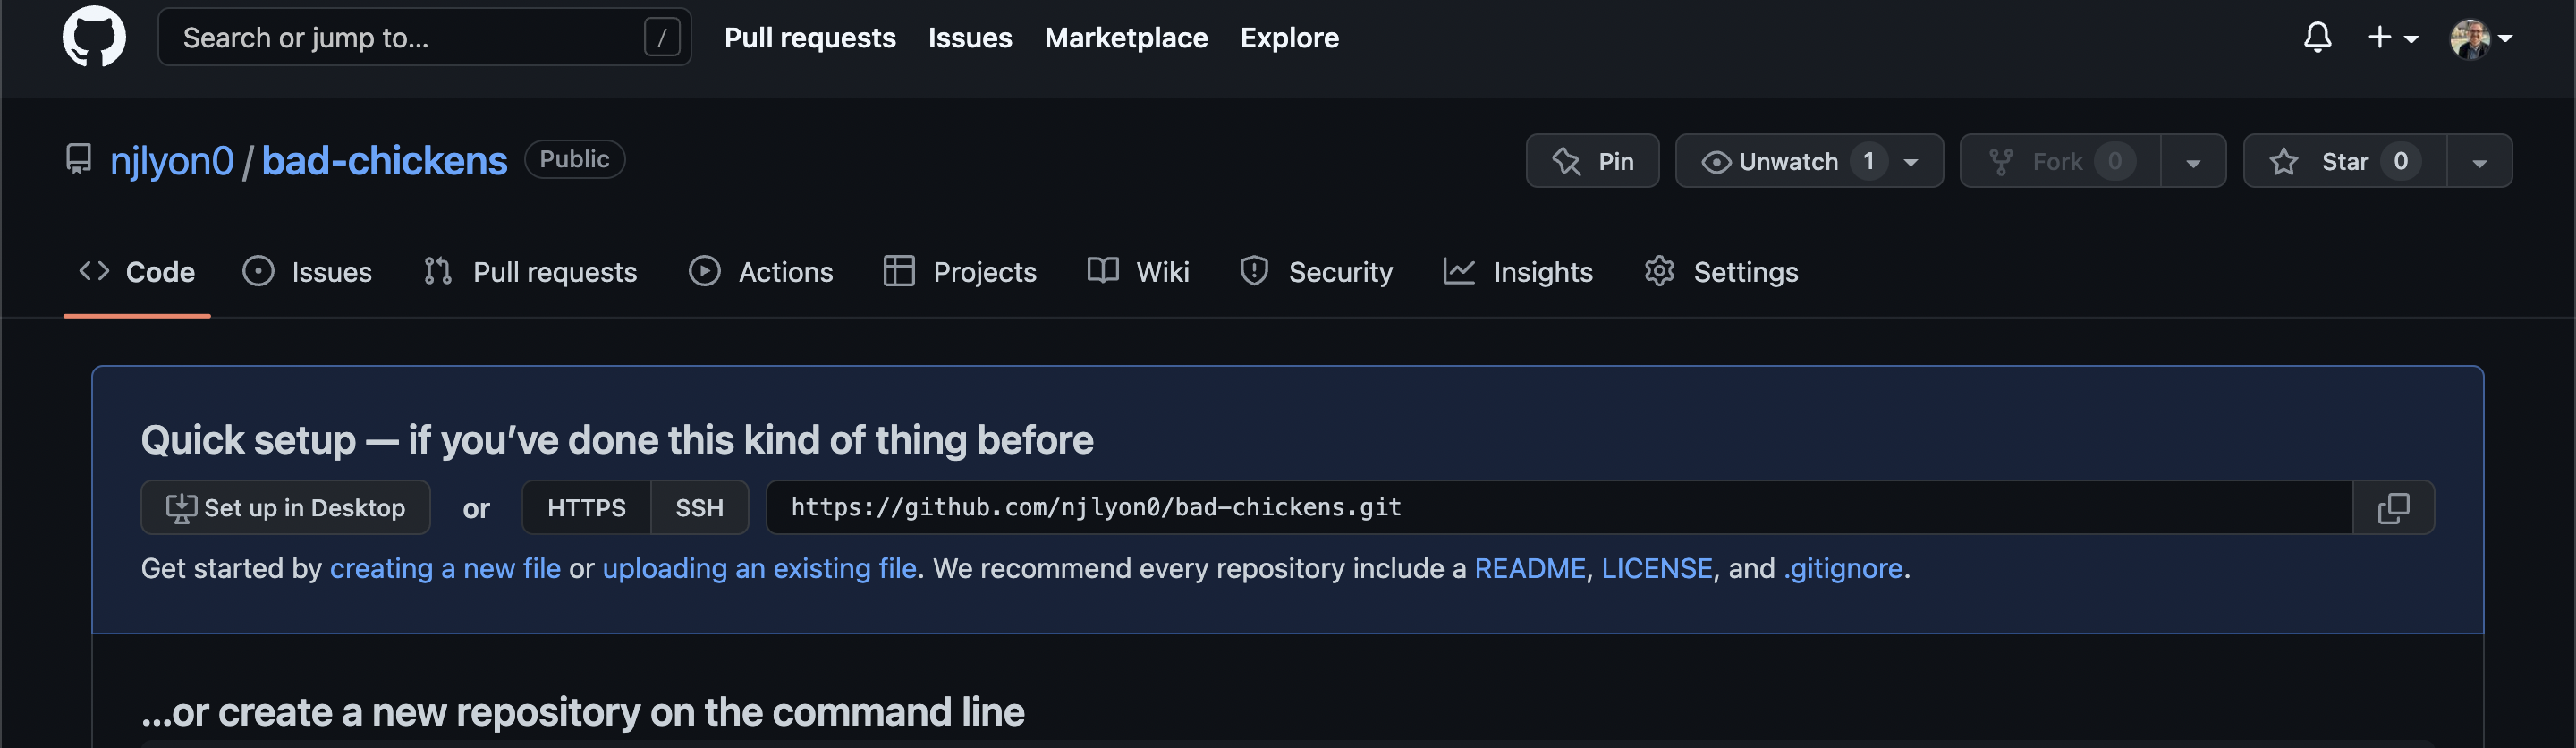 Search or jump to... / Pull requests Issues Marketplace Explore
njlyon0 / bad-chickens Public Pin Unwatch 1 Fork 0 Star 0
Code Issues Pull requests Actions Projects Wiki Security Insights Settings
Quick setup — if you’ve done this kind of thing before
Set up in Desktop or HTTPS SSH https://github.com/njlyon0/bad-chickens.git
Get started by creating a new file or uploading an existing file. We recommend every repository include a README, LICENSE, and .gitignore.
...or create a new repository on the command line